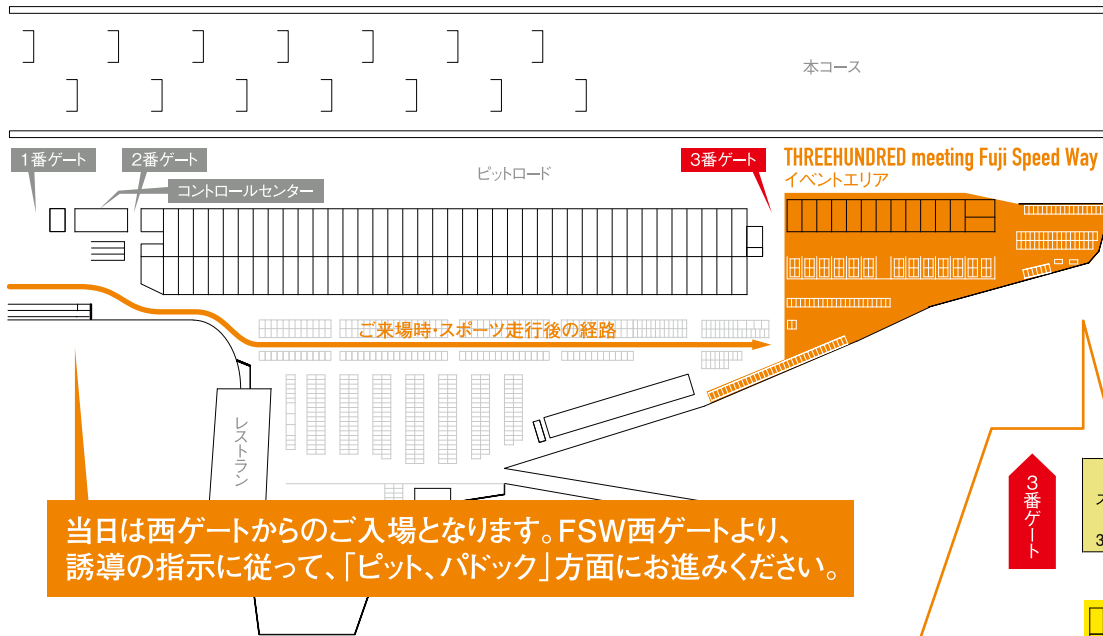 本コース
1番ゲート
2番ゲート
コントロールセンター
ピットロード
3番ゲート
THREEHUNDRED meeting Fuji Speed Way
イベントエリア
ご来場時・スポーツ走行後の経路
レストラン
3番ゲート
3
当日は西ゲートからのご入場となります。FSW西ゲートより、
誘導の指示に従って、「ピット、パドック」方面にお進みください。